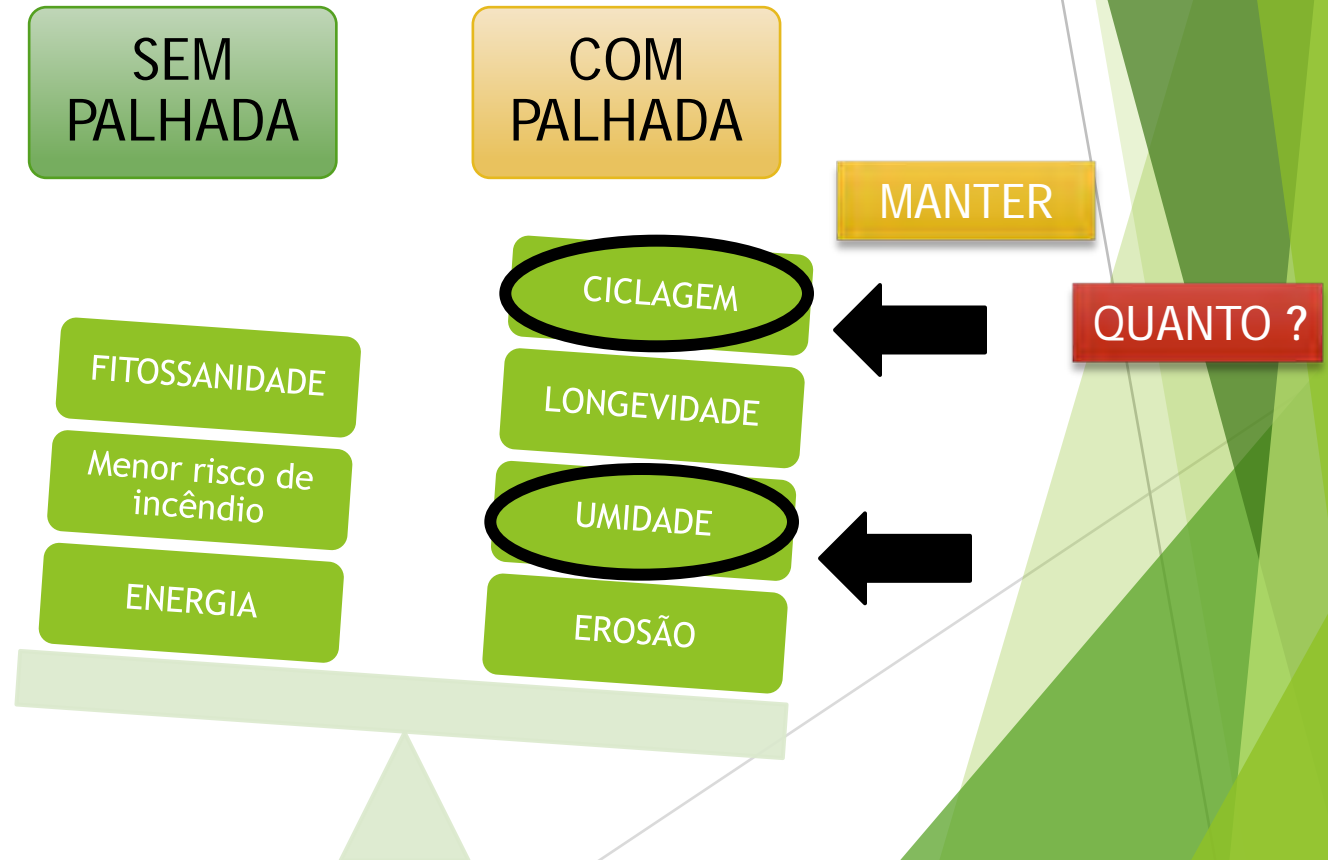 SEM
PALHADA
COM
PALHADA
MANTER
QUANTO ?
FITOSSANIDADE
Menor risco de
incêndio
ENERGIA
CICLAGEM
LONGEVIDADE
UMIDADE
EROSÃO